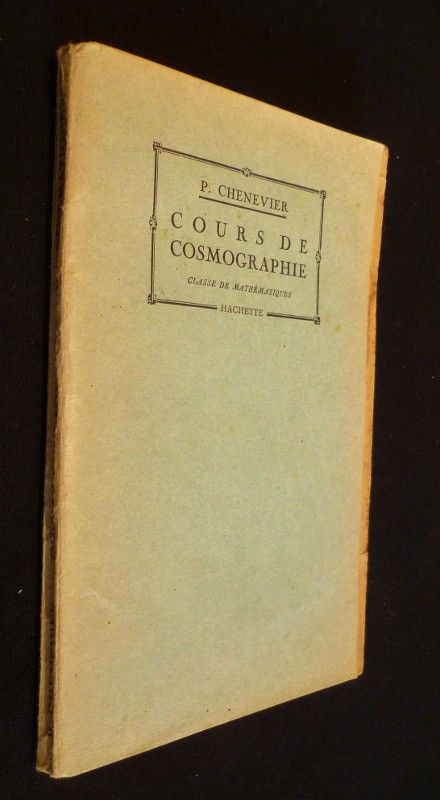 P. CHENEVIER
COURS DE
COSMOGRAPHIE
CLASSE DE MATHÉMATIQUES
HACHETTE